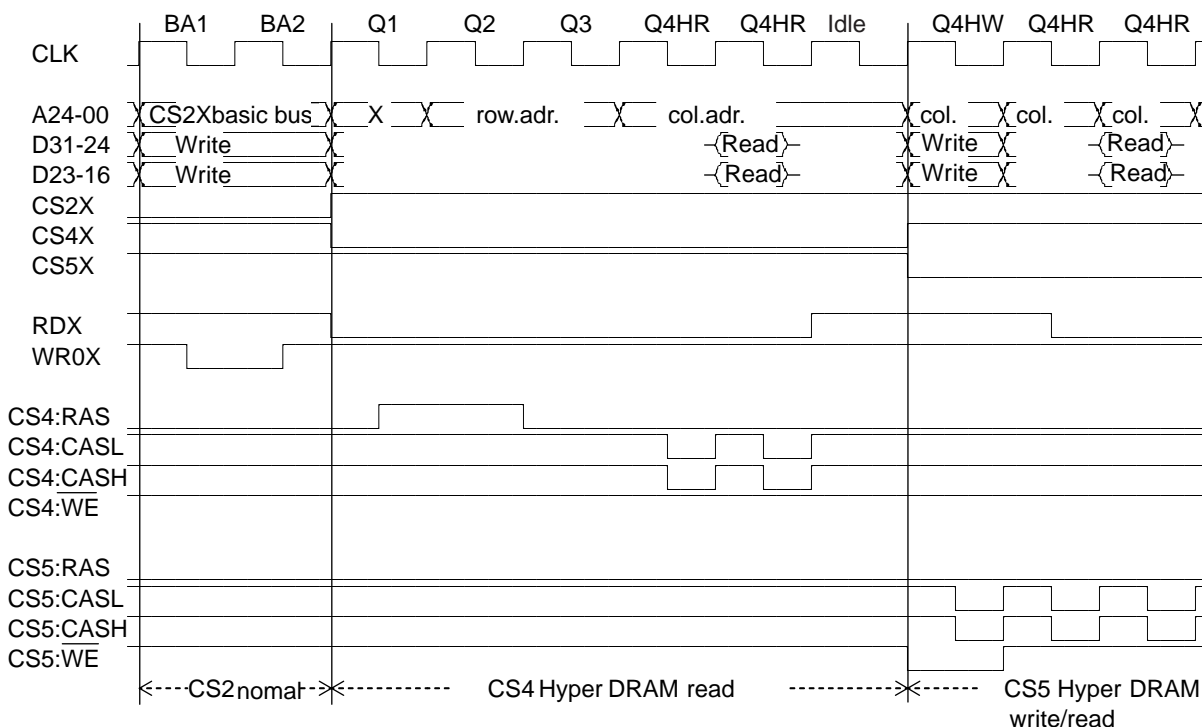 BA1 BA2 Q1 Q2 Q3 Q4HR Q4HR Idle Q4HW Q4HR Q4HR
CLK
A24-00 CS2Xbasic bus X row.adr. col.adr. col. col. col.
D31-24 Write Read Write Read
D23-16 Write Read Write Read
CS2X
CS4X
CS5X
RDX
WR0X
CS4:RAS
CS4:CASL
CS4:CASH
CS4:WE
CS5:RAS
CS5:CASL
CS5:CASH
CS5:WE
CS2 nomal CS4 Hyper DRAM read CS5 Hyper DRAM
write/read